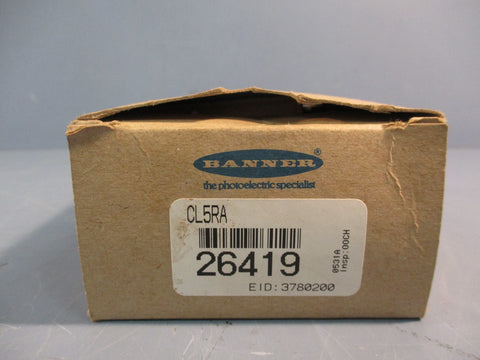 BANNER®
the photoelectric specialist
CL5RA
26419
EID:3780200
0531A
insp:OOCH